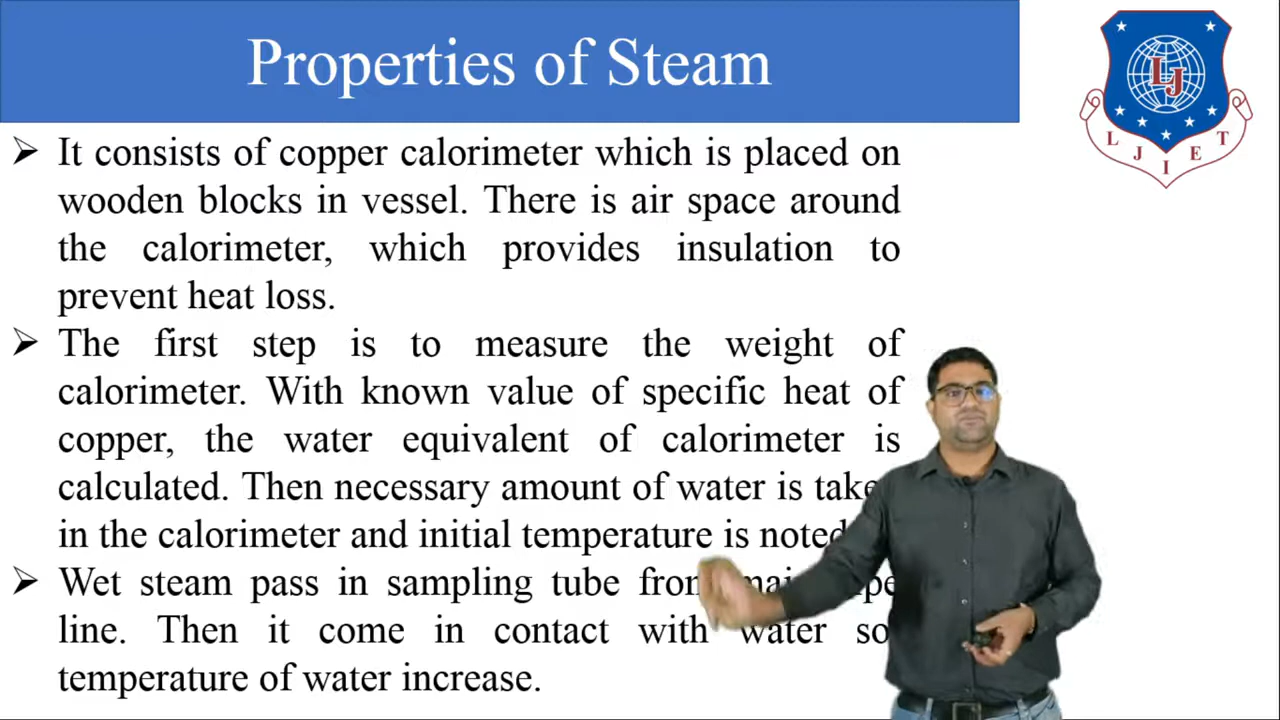 Properties of Steam
LJ
L J I E T
➤ It consists of copper calorimeter which is placed on
wooden blocks in vessel. There is air space around
the calorimeter, which provides insulation to
prevent heat loss.
➤ The first step is to measure the weight of
calorimeter. With known value of specific heat of
copper, the water equivalent of calorimeter is
calculated. Then necessary amount of water is
in the calorimeter and initial temperature is noted
➤ Wet steam pass in sampling tube
line. Then it come in contact with water so
temperature of water increase.